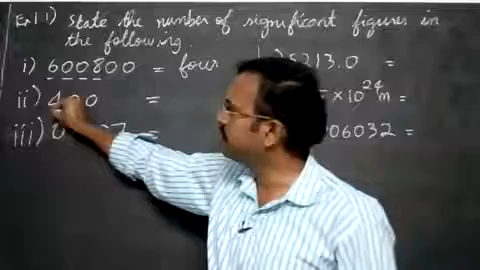 Ex 1 1) State the number of significant figures in
the following.
i) 600800 = four
5213.0 =
ii) 400 =
× 10²⁴ m =
iii) =
06032 =